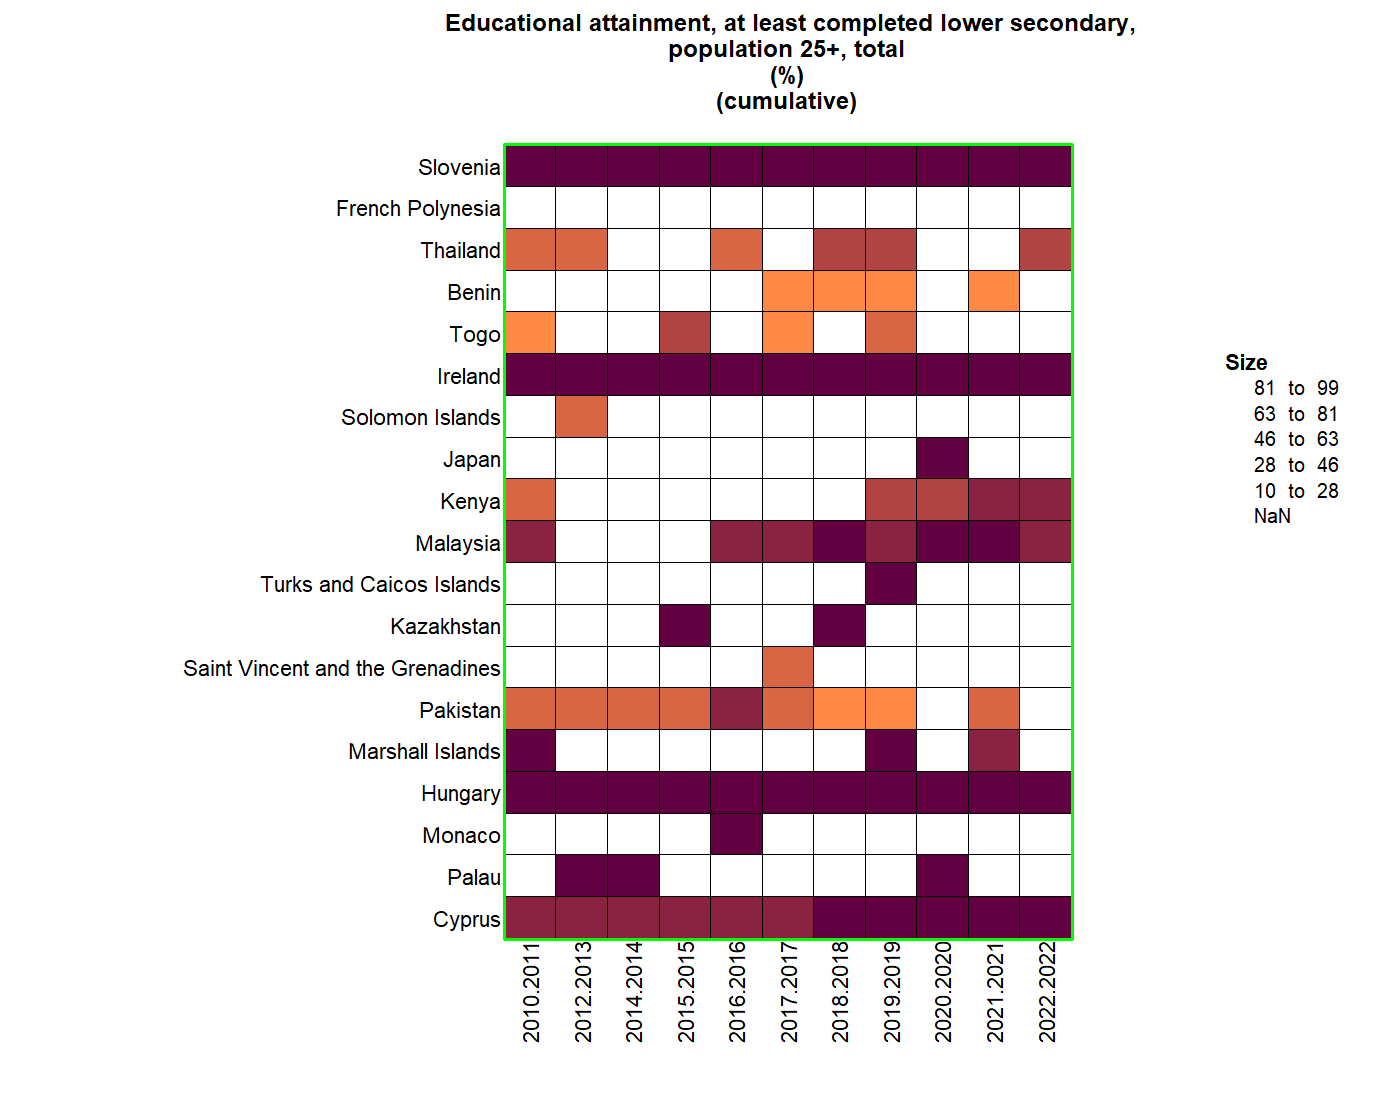 Educational attainment, at least completed lower secondary,
population 25+, total
(%)
(cumulative)
Slovenia
French Polynesia
Thailand
Benin
Togo
Ireland
Solomon Islands
Japan
Kenya
Malaysia
Turks and Caicos Islands
Kazakhstan
Saint Vincent and the Grenadines
Pakistan
Marshall Islands
Hungary
Monaco
Palau
Cyprus
2010.2011
2012.2013
2014.2014
2015.2015
2016.2016
2017.2017
2018.2018
2019.2019
2020.2020
2021.2021
2022.2022
Size
81 to 99
63 to 81
46 to 63
28 to 46
10 to 28
NaN